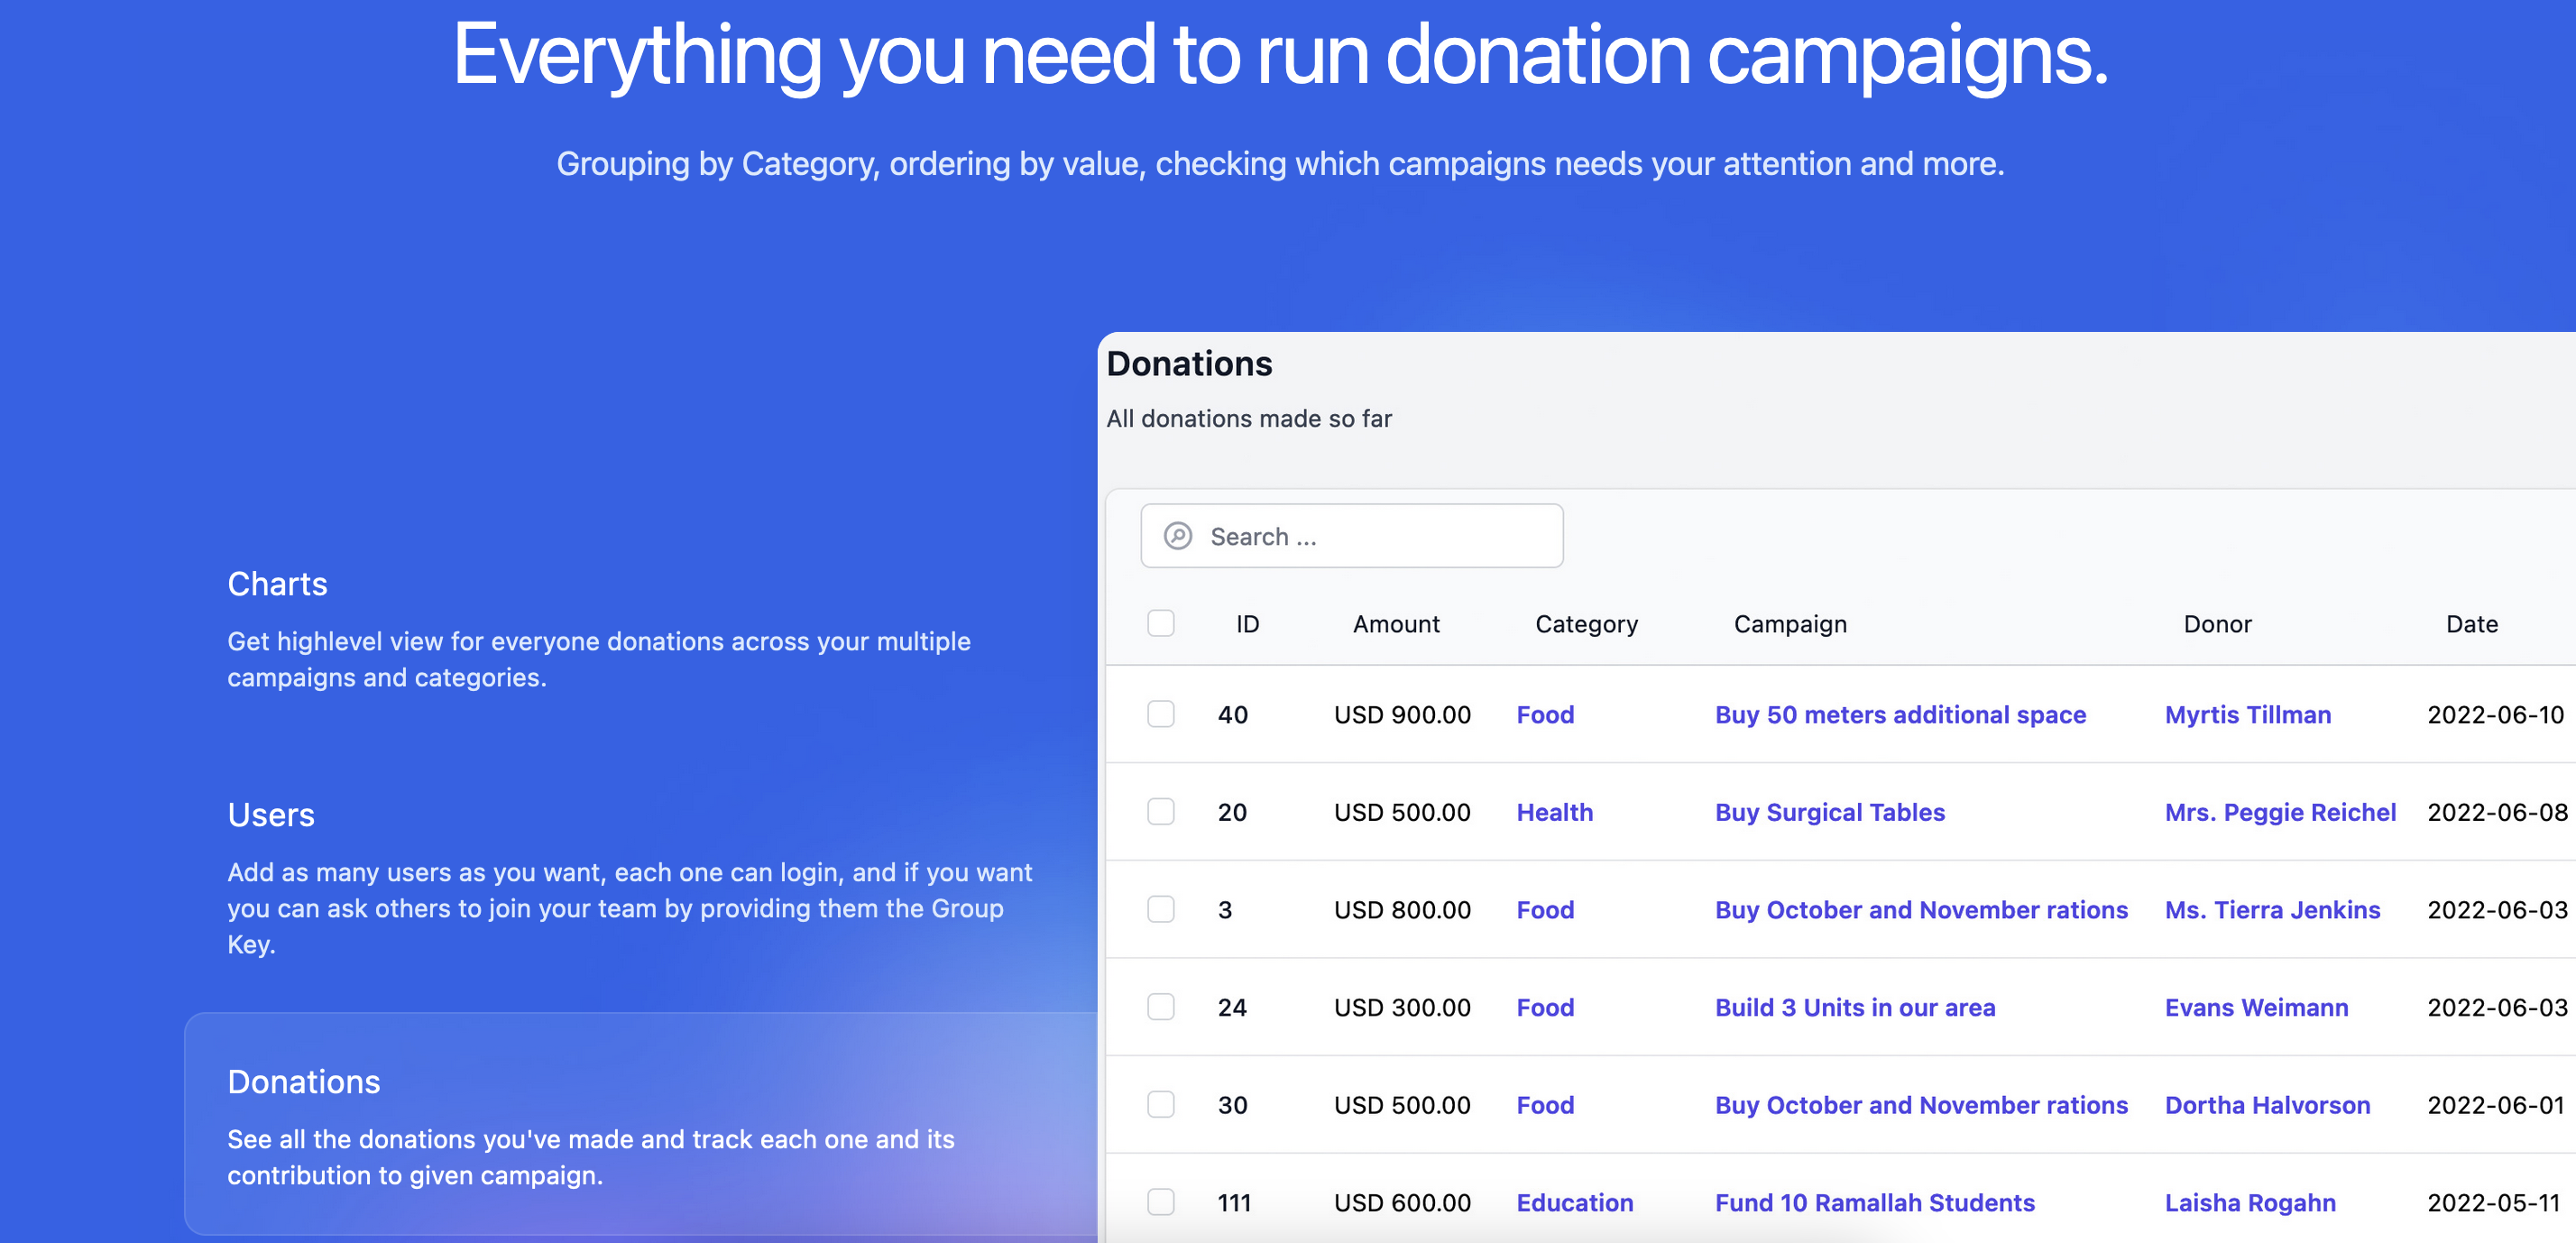 Everything you need to run donation campaigns.
Grouping by Category, ordering by value, checking which campaigns needs your attention and more.
Charts
Get highlevel view for everyone donations across your multiple
campaigns and categories.
Users
Add as many users as you want, each one can login, and if you want
you can ask others to join your team by providing them the Group
Key.
Donations
See all the donations you've made and track each one and its
contribution to given campaign.
Donations
All donations made so far
Search ...
ID Amount Category Campaign Donor Date
40 USD 900.00 Food Buy 50 meters additional space Myrtis Tillman 2022-06-10
20 USD 500.00 Health Buy Surgical Tables Mrs. Peggie Reichel 2022-06-08
3 USD 800.00 Food Buy October and November rations Ms. Tierra Jenkins 2022-06-03
24 USD 300.00 Food Build 3 Units in our area Evans Weimann 2022-06-03
30 USD 500.00 Food Buy October and November rations Dortha Halvorson 2022-06-01
111 USD 600.00 Education Fund 10 Ramallah Students Laisha Rogahn 2022-05-11